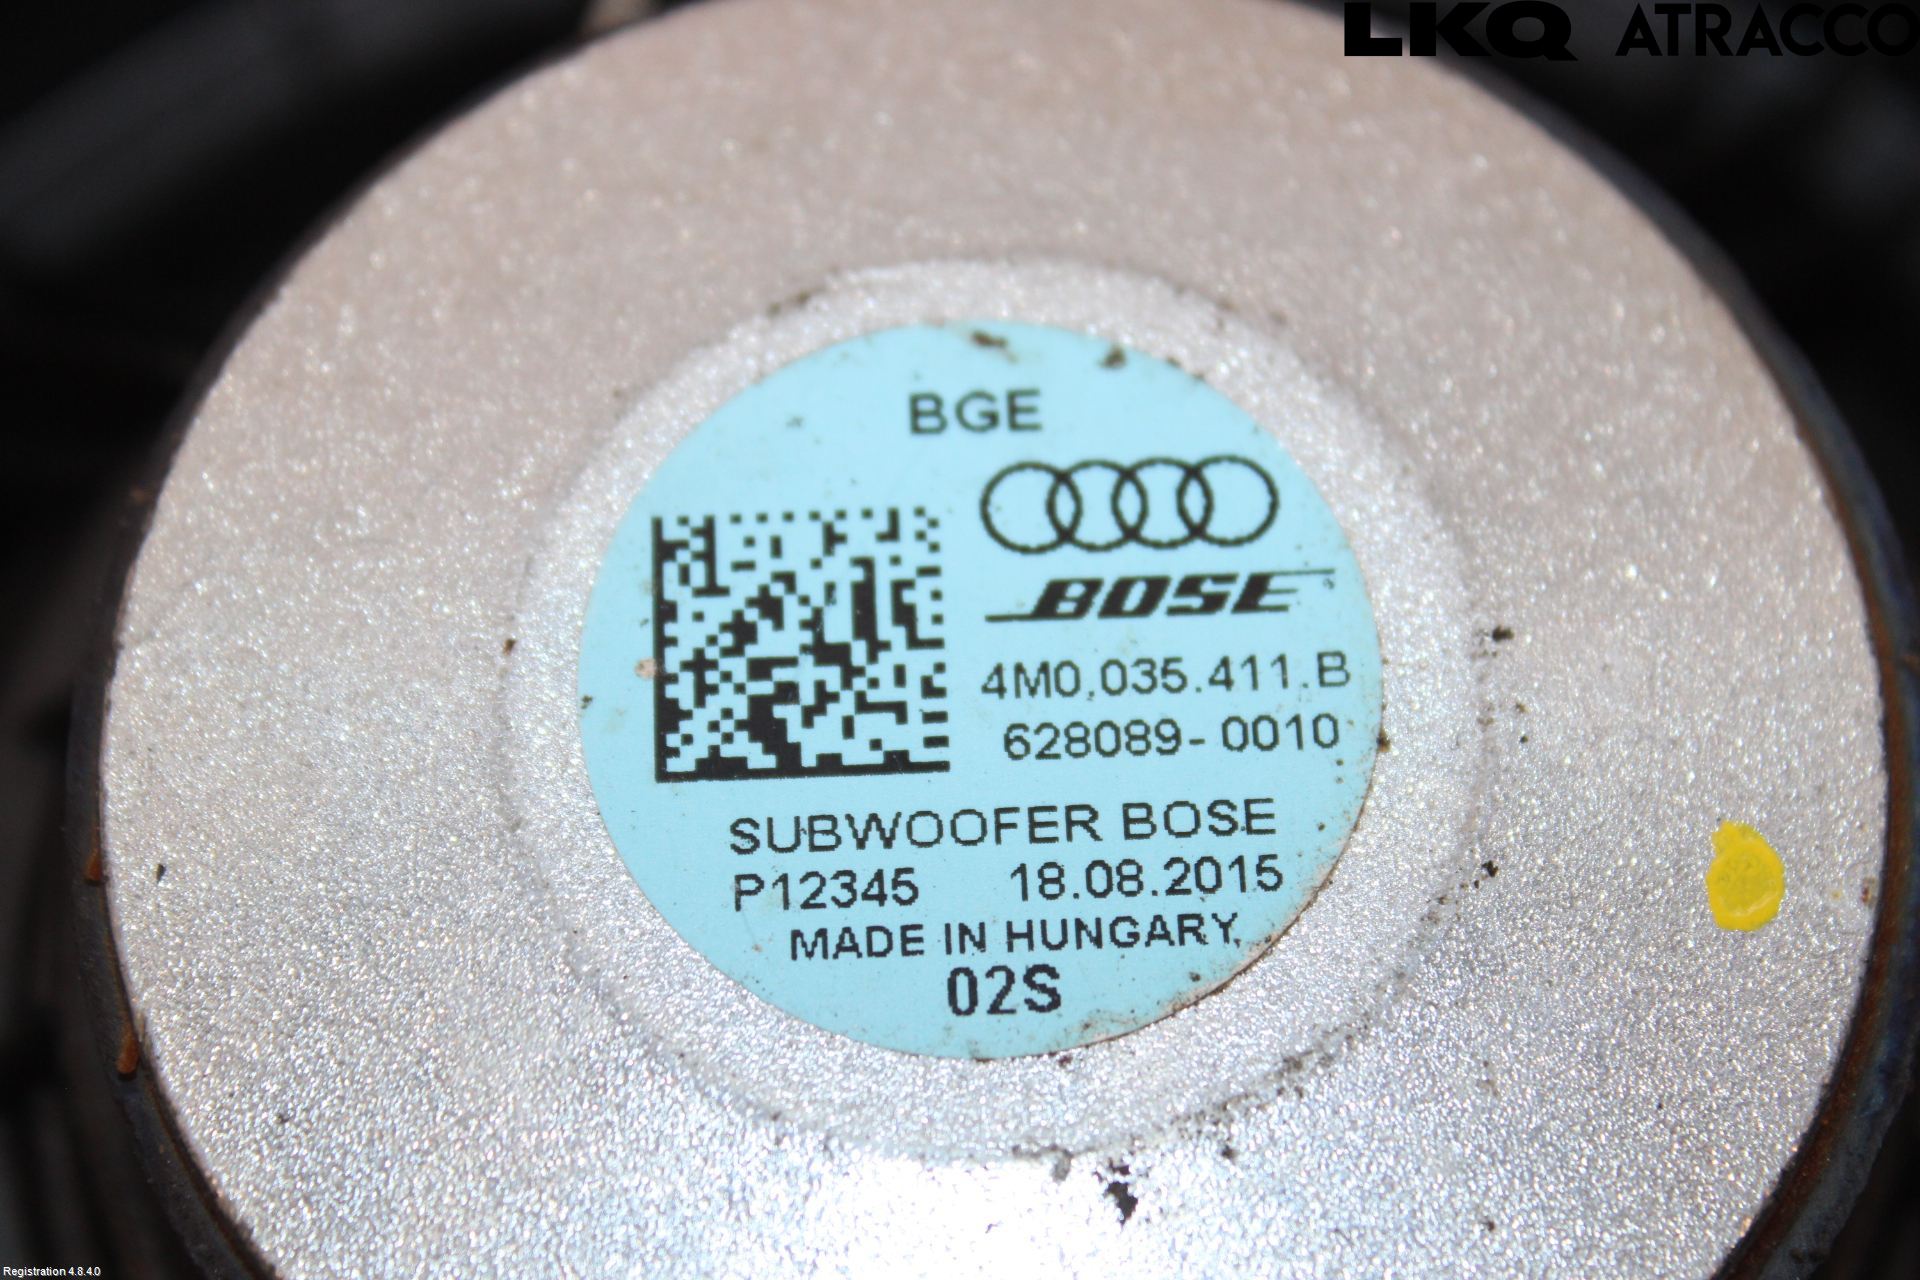 LKQ ATRACCO
BGE
BOSE
4M0.035.411.B
628089-0010
SUBWOOFER BOSE
P12345 18.08.2015
MADE IN HUNGARY
02S
Registration 4.8.4.0